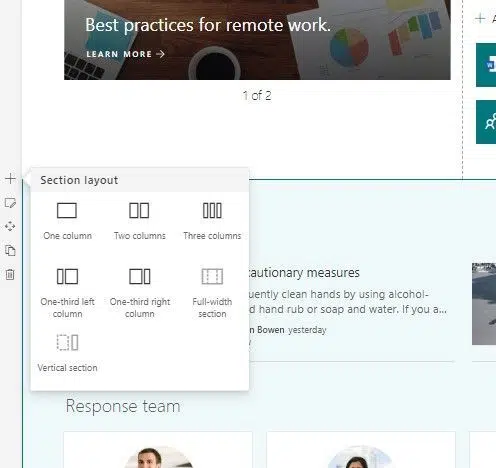 Best practices for remote work.
LEARN MORE →
1 of 2
Section layout
One column
Two columns
Three columns
One-third left
column
One-third right
column
Full-width
section
Vertical section
cautionary measures
clean hands by using alcohol-
hand rub or soap and water. If you a...
Bowen yesterday
Response team